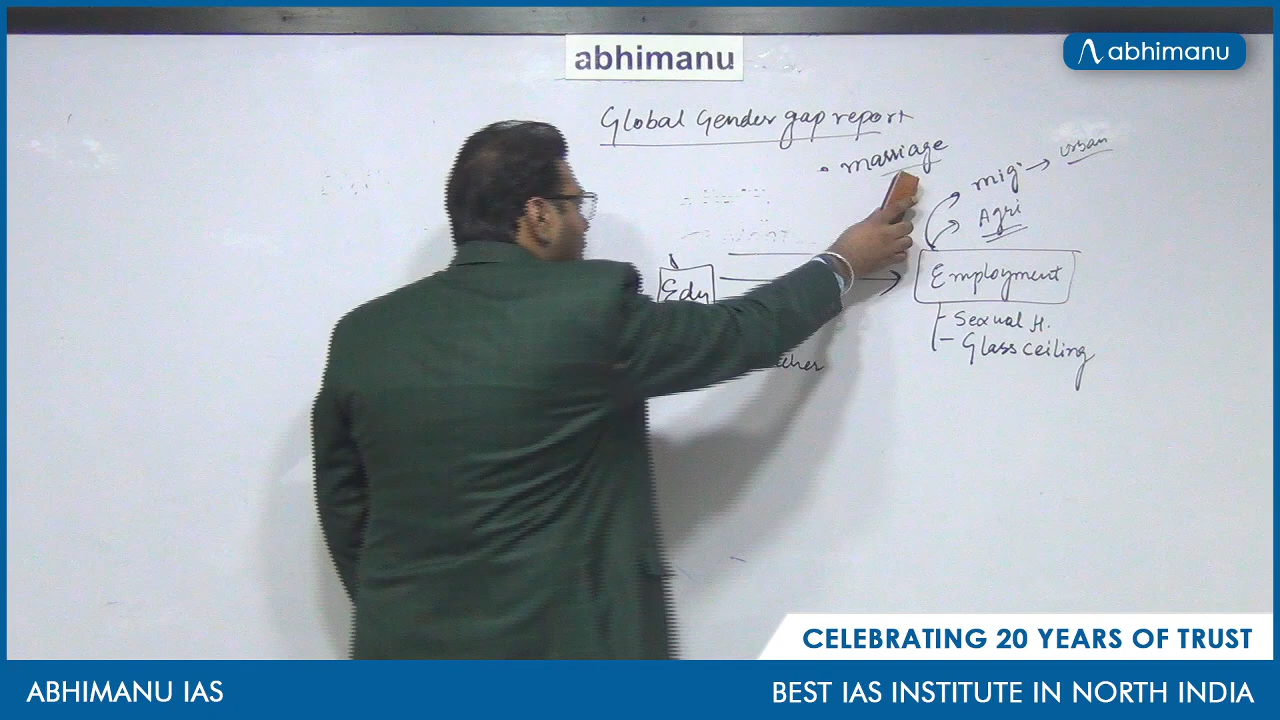 abhimanu
abhimanu
Global Gender gap report
• marriage
mig. → urban
Agri
Edu
Employment
- Sexual H.
- Glass ceiling
CELEBRATING 20 YEARS OF TRUST
ABHIMANU IAS
BEST IAS INSTITUTE IN NORTH INDIA